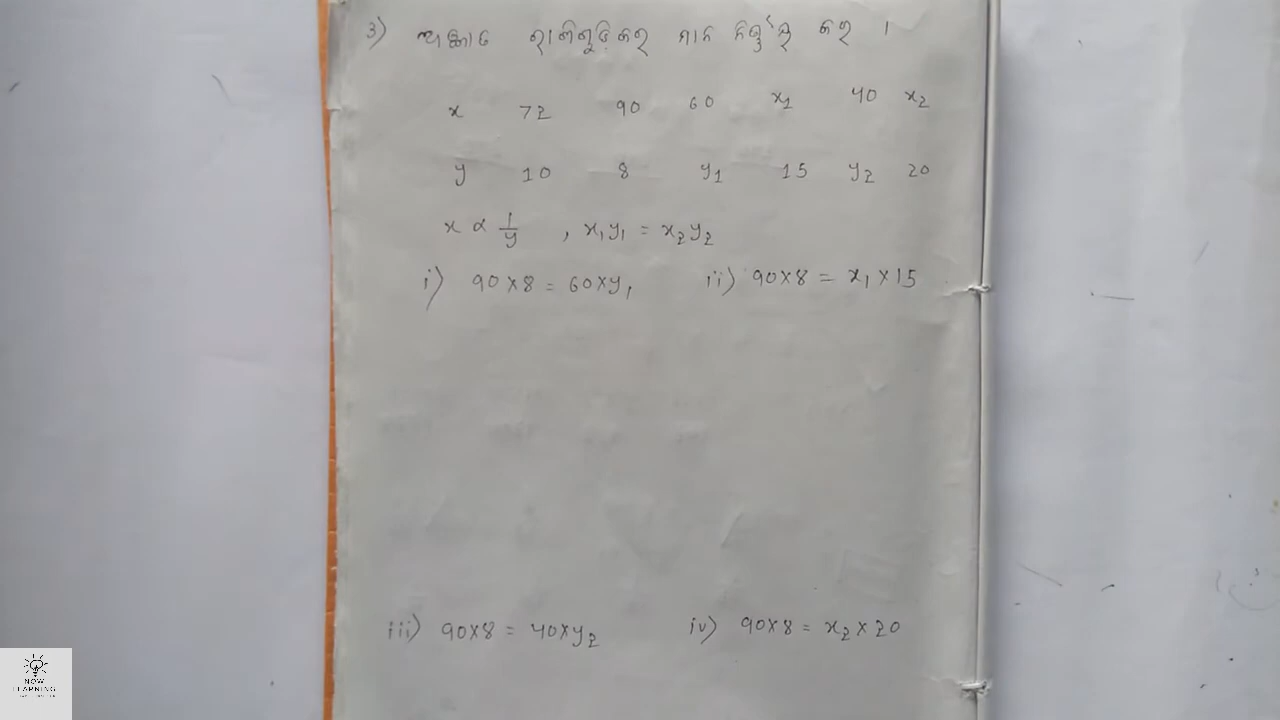 3) ଅଜ୍ଞାତ ରାଶିଗୁଡ଼ିକର ମାନ ନିର୍ଣ୍ଣୟ କର ।
x 72 90 60 x₁ 40 x₂
y 10 8 y₁ 15 y₂ 20
x ∝ 1/y , x₁y₁ = x₂y₂
i) 90×8 = 60×y₁ ii) 90×8 = x₁×15
iii) 90×8 = 40×y₂ iv) 90×8 = x₂×20
NOW
LEARNING